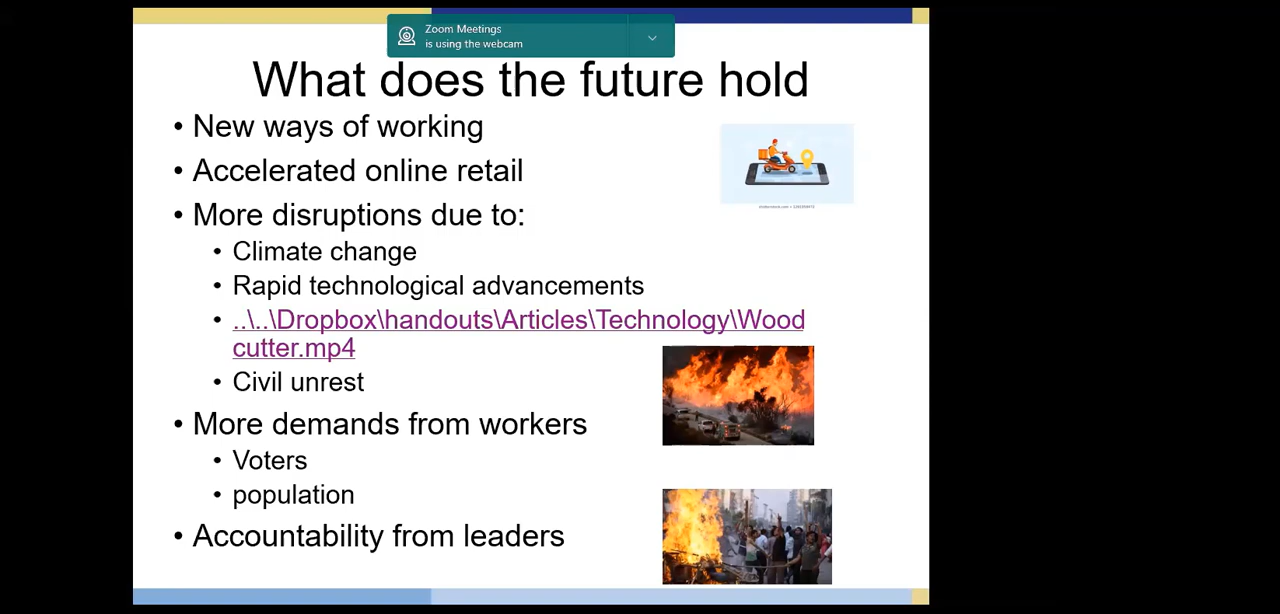 Zoom Meetings
is using the webcam
What does the future hold
• New ways of working
• Accelerated online retail
• More disruptions due to:
• Climate change
• Rapid technological advancements
• ..\..\Dropbox\handouts\Articles\Technology\Wood
cutter.mp4
• Civil unrest
• More demands from workers
• Voters
• population
• Accountability from leaders